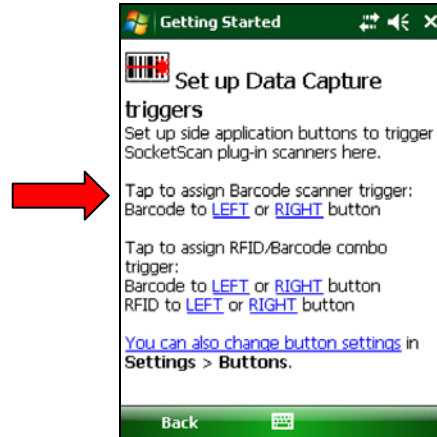 Getting Started
Set up Data Capture
triggers
Set up side application buttons to trigger
SocketScan plug-in scanners here.
Tap to assign Barcode scanner trigger:
Barcode to LEFT or RIGHT button
Tap to assign RFID/Barcode combo
trigger:
Barcode to LEFT or RIGHT button
RFID to LEFT or RIGHT button
You can also change button settings in
Settings > Buttons.
Back